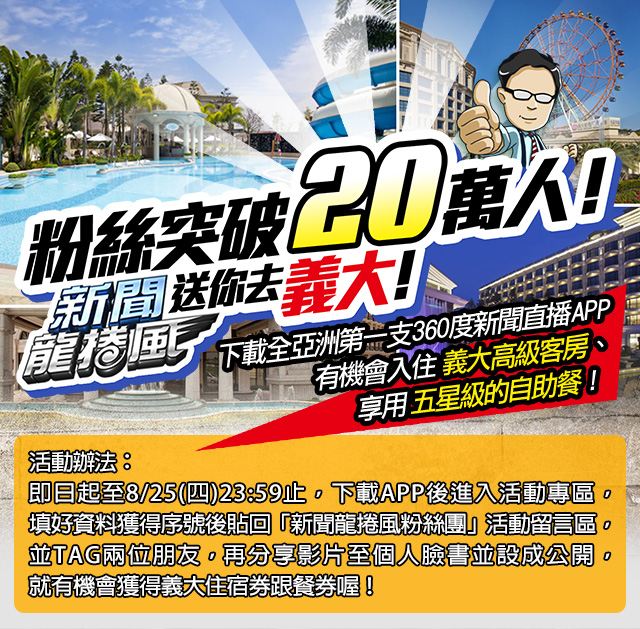 粉絲突破20萬人!
新聞龍捲風
送你去義大!
下載全亞洲第一支360度新聞直播APP
有機會入住 義大高級客房、
享用 五星級的自助餐!
活動辦法：
即日起至8/25(四)23:59止，下載APP後進入活動專區，
填好資料獲得序號後貼回「新聞龍捲風粉絲團」活動留言區，
並TAG兩位朋友，再分享影片至個人臉書並設成公開，
就有機會獲得義大住宿券跟餐券喔！